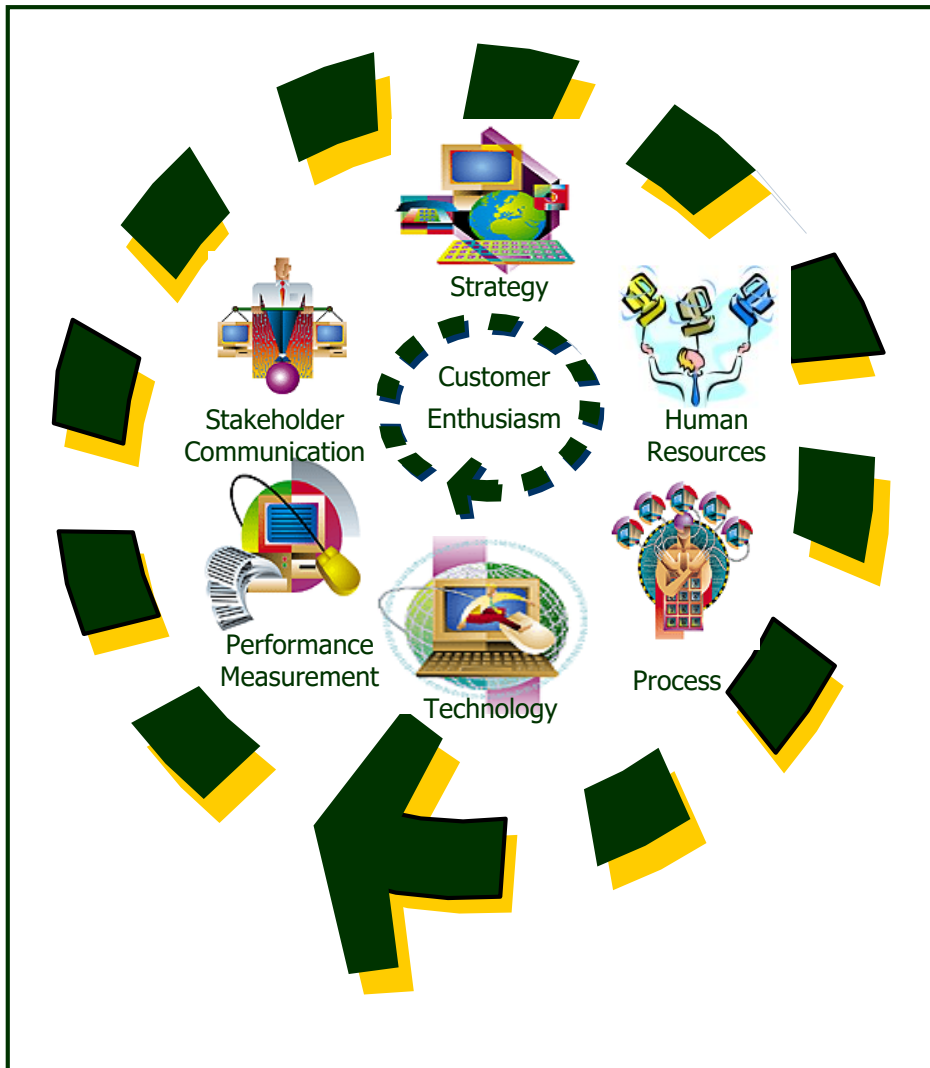 Strategy
Customer
Enthusiasm
Stakeholder
Communication
Human
Resources
Performance
Measurement
Technology
Process